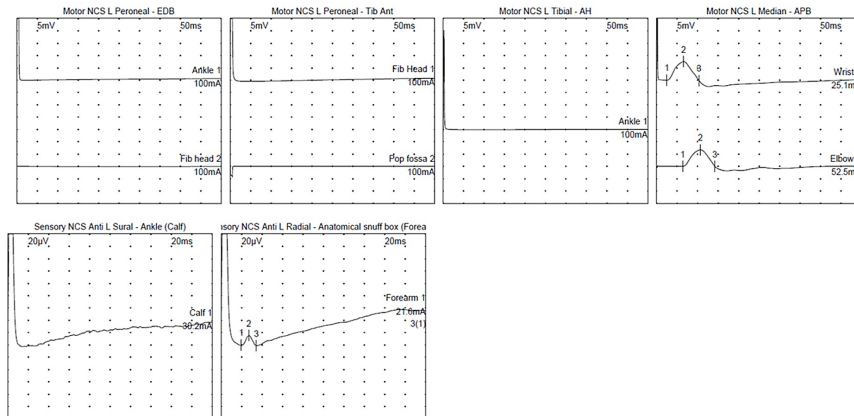 Motor NCS L Peroneal - EDB
5mV 50ms
Ankle 1
100mA
Fib head 2
100mA
Motor NCS L Peroneal - Tib Ant
5mV 50ms
Fib Head 1
100mA
Pop fossa 2
100mA
Motor NCS L Tibial - AH
5mV 50ms
Ankle 1
100mA
Motor NCS L Median - APB
5mV 50ms
1 2 3
Wrist
25.1m
1 2 3
Elbow
52.5m
Sensory NCS Anti L Sural - Ankle (Calf)
20µV 20ms
Calf 1
30.2mA
sory NCS Anti L Radial - Anatomical snuff box (Forea
20µV 20ms
1 2 3
Forearm 1
21.6mA
3(1)